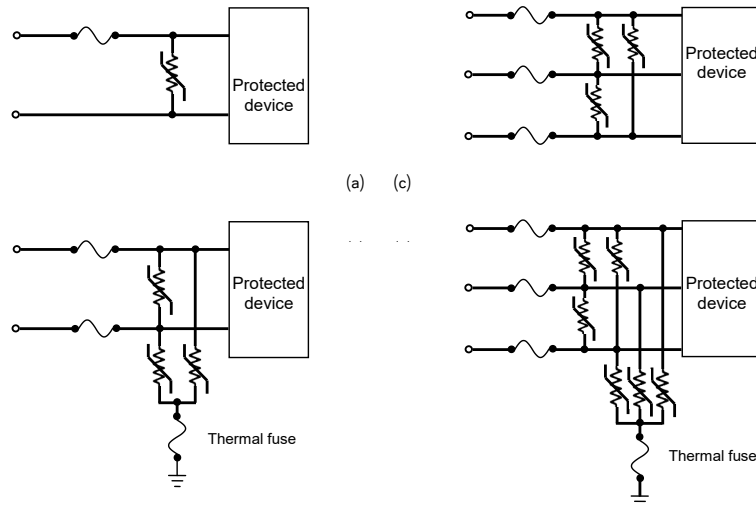 Protected
device
Protected
device
(a) (c)
Protected
device
Protected
device
Thermal fuse
Thermal fuse